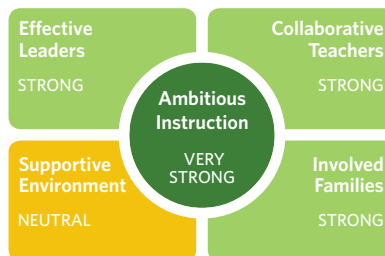 Effective
Leaders
STRONG
Collaborative
Teachers
STRONG
Ambitious
Instruction
VERY
STRONG
Supportive
Environment
NEUTRAL
Involved
Families
STRONG